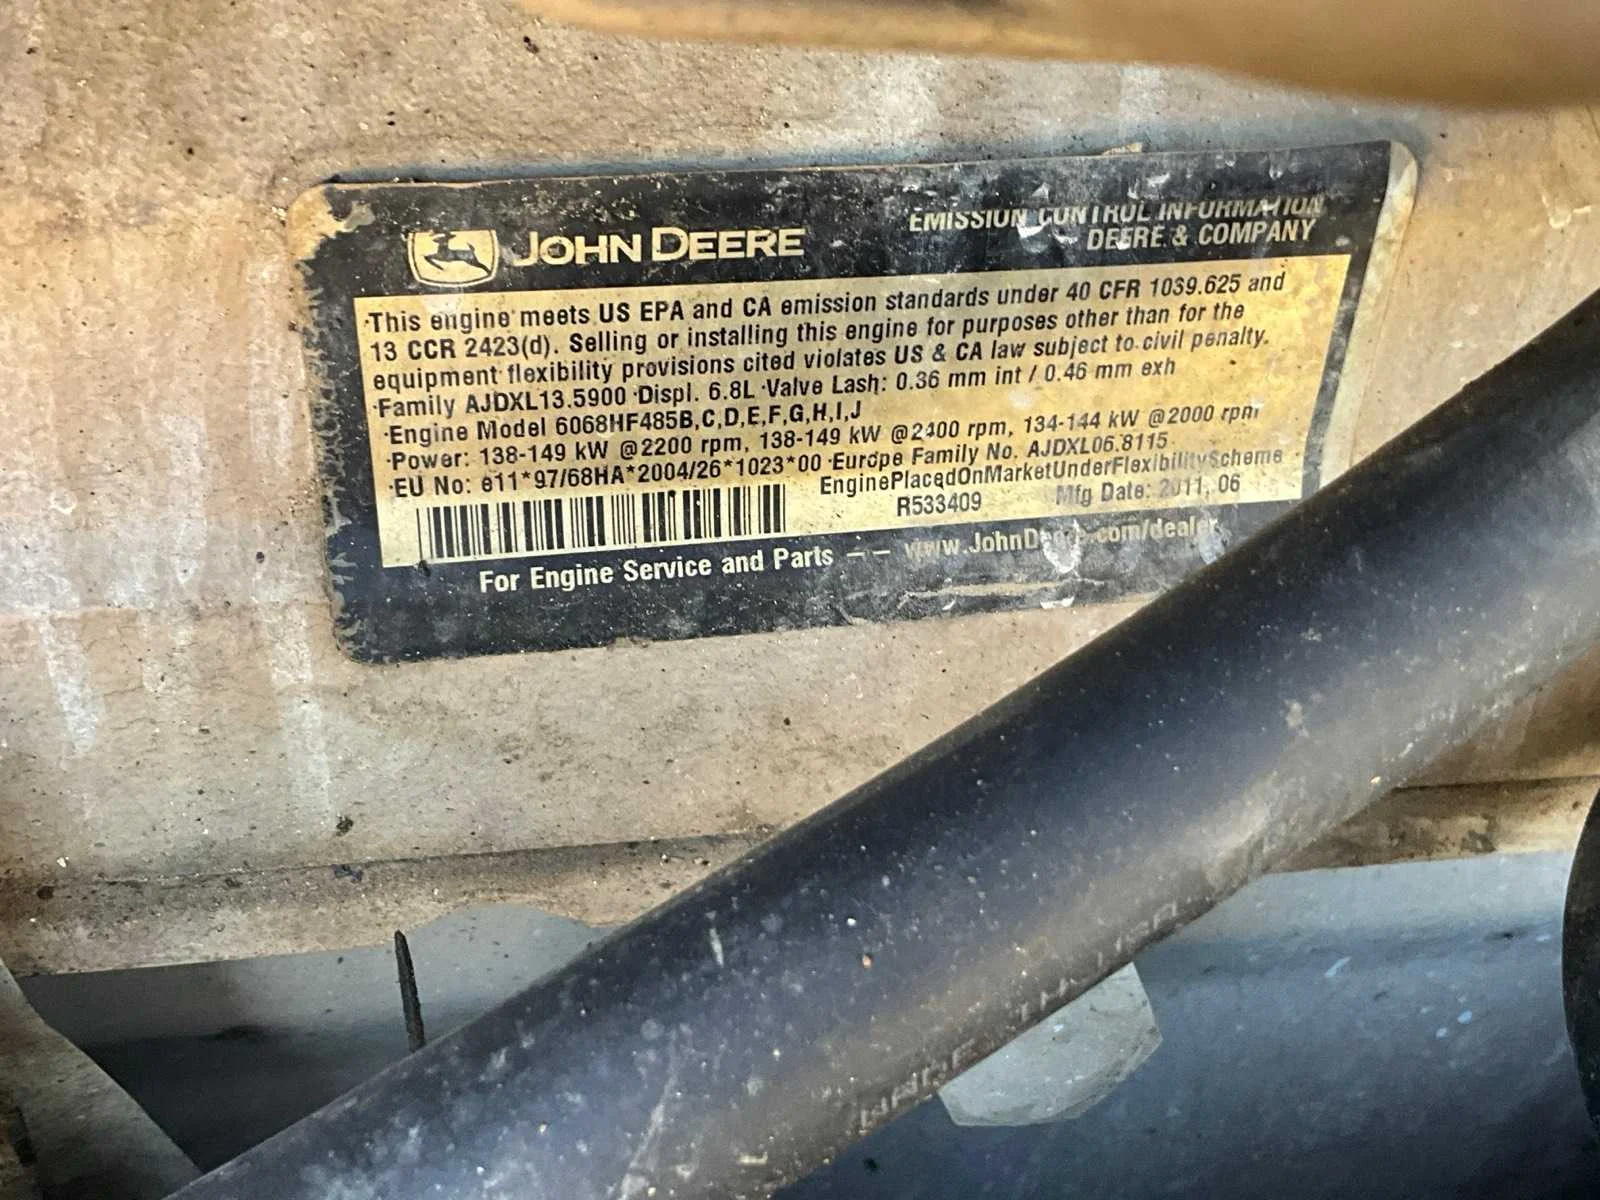 JOHN DEERE
EMISSION CONTROL INFORMATION
DEERE & COMPANY
·This engine meets US EPA and CA emission standards under 40 CFR 1039.625 and
13 CCR 2423(d). Selling or installing this engine for purposes other than for the
equipment flexibility provisions cited violates US & CA law subject to civil penalty.
·Family AJDXL13.5900 ·Displ. 6.8L ·Valve Lash: 0.36 mm int / 0.46 mm exh
·Engine Model 6068HF485B,C,D,E,F,G,H,I,J
·Power: 138-149 kW @2200 rpm, 138-149 kW @2400 rpm, 134-144 kW @2000 rpm
·EU No: e11*97/68HA*2004/26*1023*00 ·Europe Family No. AJDXL06.8115
EnginePlacedOnMarketUnderFlexibilityScheme
R533409 Mfg Date: 2011, 06
For Engine Service and Parts -- www.JohnDeere.com/dealer